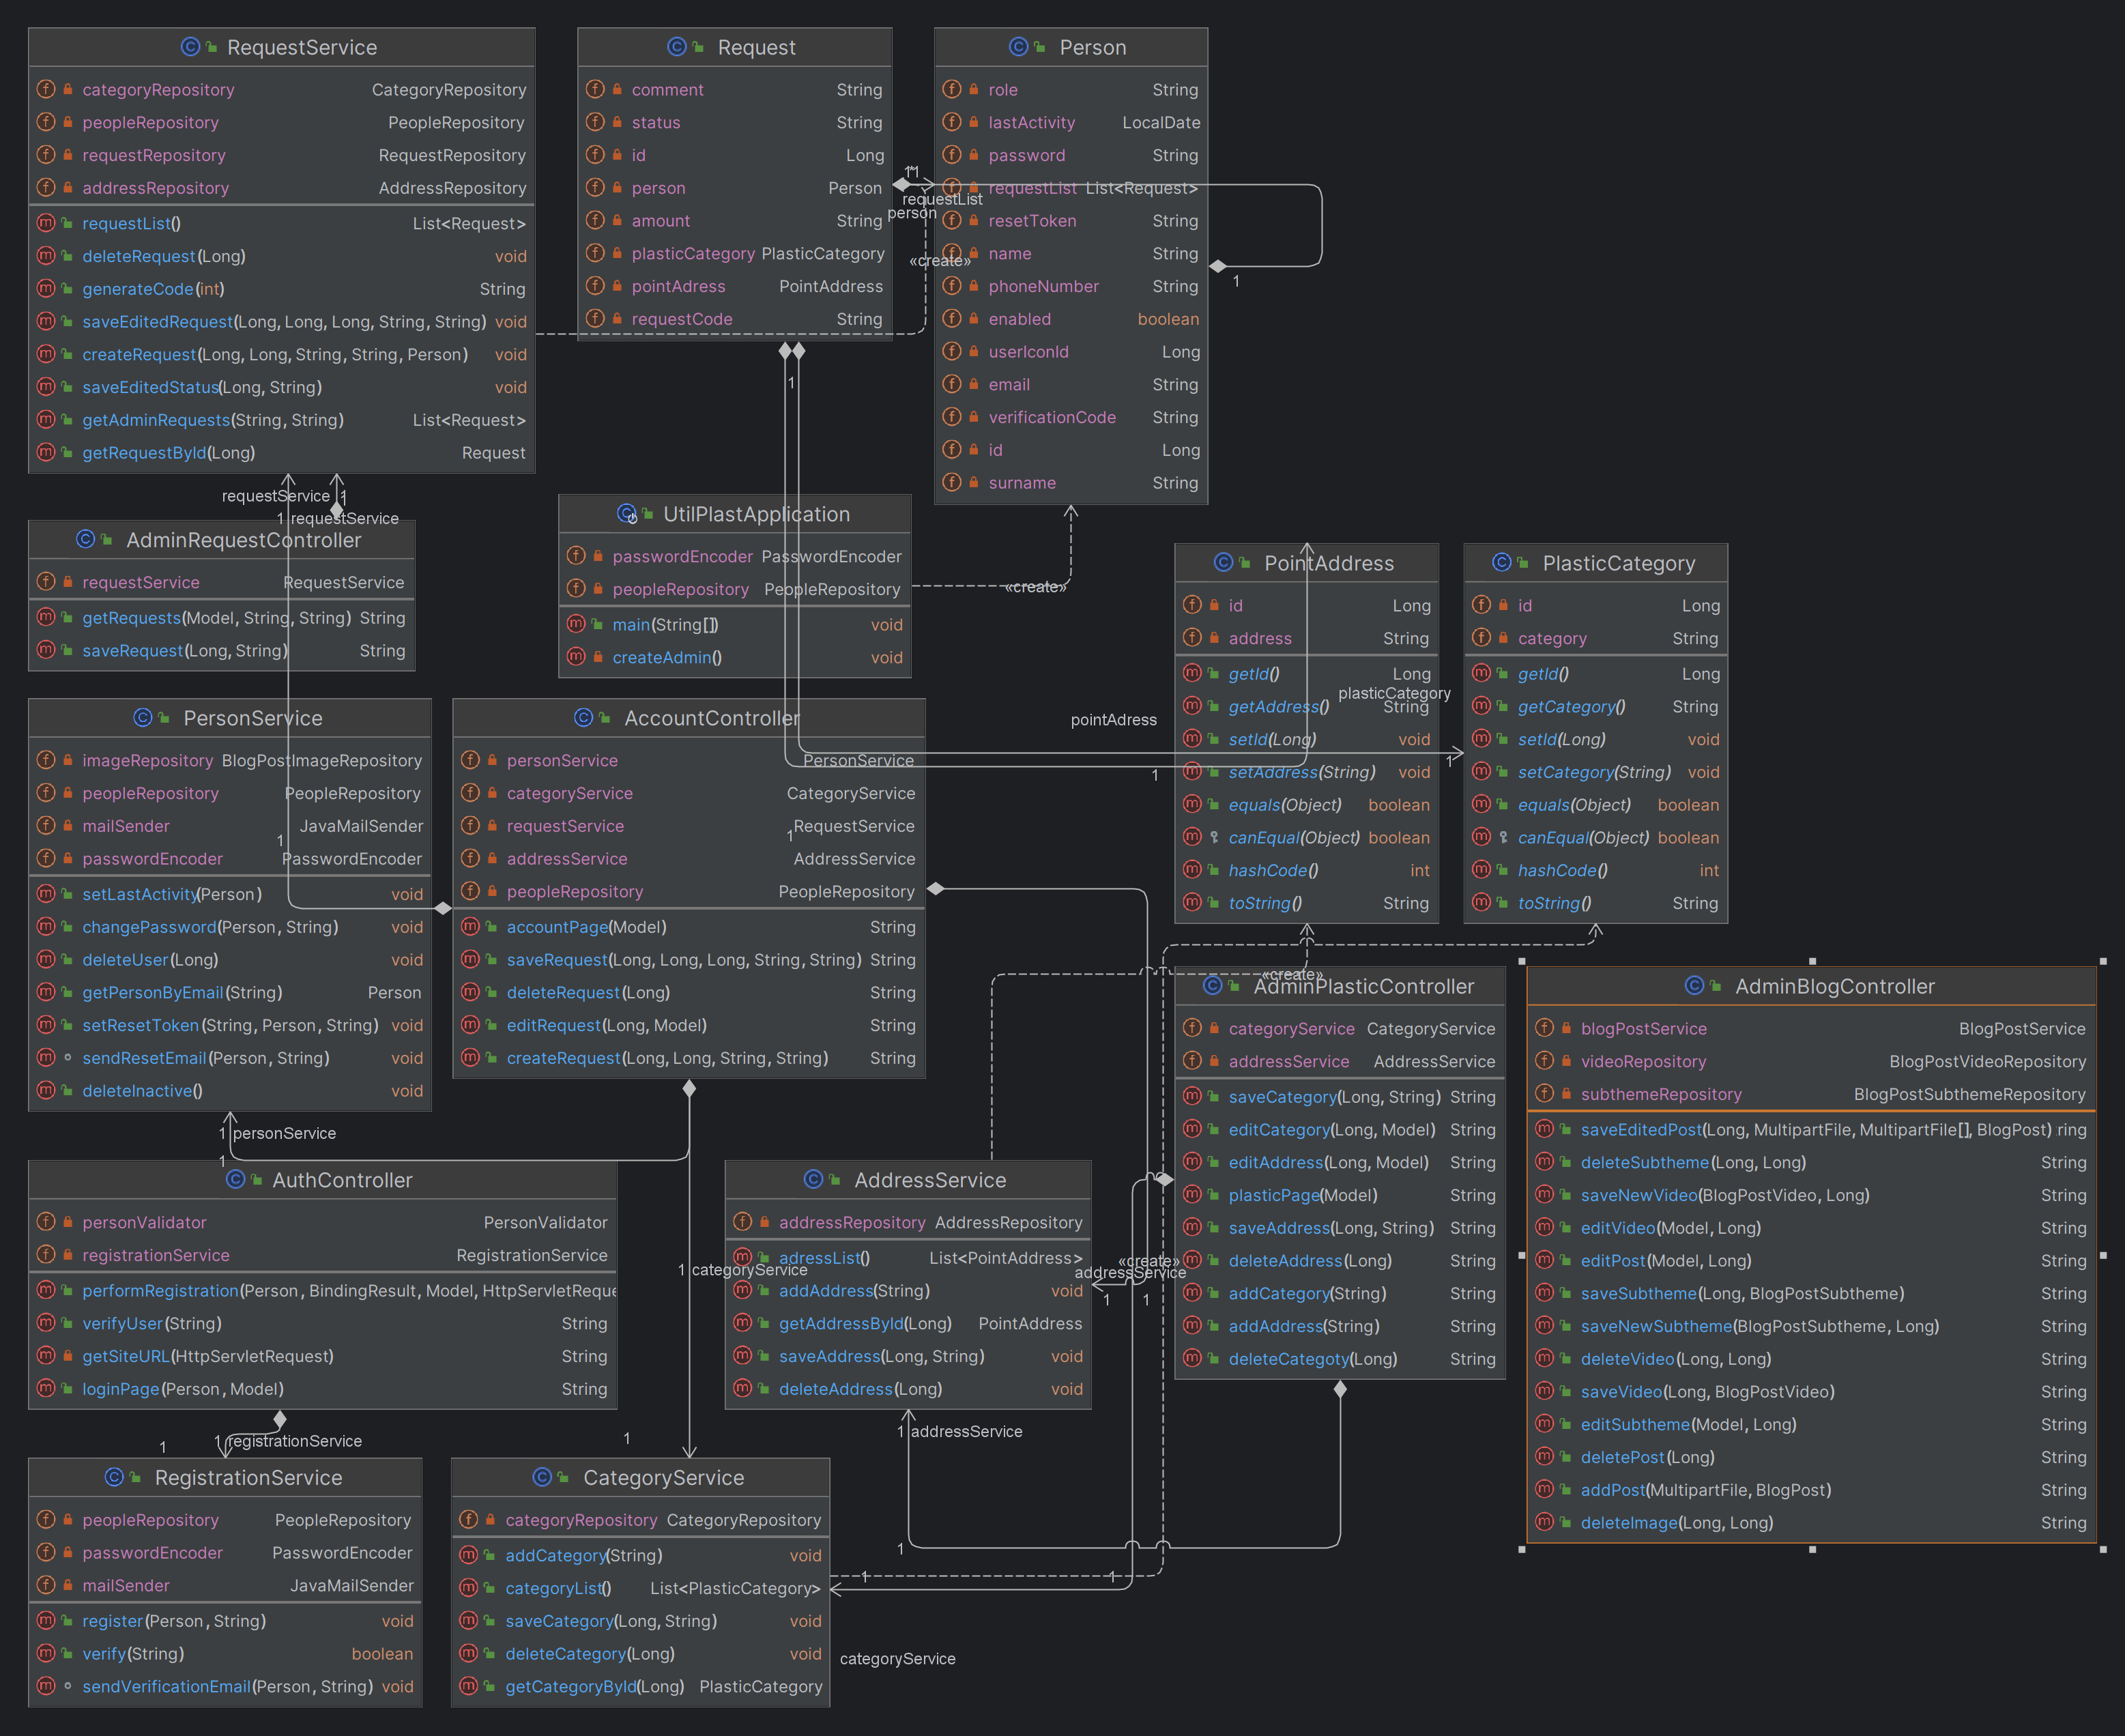 RequestService
categoryRepository CategoryRepository
peopleRepository PeopleRepository
requestRepository RequestRepository
addressRepository AddressRepository
requestList() List<Request>
deleteRequest(Long) void
generateCode(int) String
saveEditedRequest(Long, Long, Long, String, String) void
createRequest(Long, Long, String, String, Person) void
saveEditedStatus(Long, String) void
getAdminRequests(String, String) List<Request>
getRequestById(Long) Request
Request
comment String
status String
id Long
person Person
amount String
plasticCategory PlasticCategory
pointAdress PointAddress
requestCode String
Person
role String
lastActivity LocalDate
password String
requestList List<Request>
resetToken String
name String
phoneNumber String
enabled boolean
userIconId Long
email String
verificationCode String
id Long
surname String
requestList
person
«create»
1
1
requestService 1
1 requestService
AdminRequestController
requestService RequestService
getRequests(Model, String, String) String
saveRequest(Long, String) String
UtilPlastApplication
passwordEncoder PasswordEncoder
peopleRepository PeopleRepository
main(String[]) void
createAdmin() void
«create»
PointAddress
id Long
address String
getId() Long
getAddress() String
setId(Long) void
setAddress(String) void
equals(Object) boolean
canEqual(Object) boolean
hashCode() int
toString() String
PlasticCategory
id Long
category String
getId() Long
getCategory() String
setId(Long) void
setCategory(String) void
equals(Object) boolean
canEqual(Object) boolean
hashCode() int
toString() String
plasticCategory
pointAdress
1
1
PersonService
imageRepository BlogPostImageRepository
peopleRepository PeopleRepository
mailSender JavaMailSender
passwordEncoder PasswordEncoder
setLastActivity(Person) void
changePassword(Person, String) void
deleteUser(Long) void
getPersonByEmail(String) Person
setResetToken(String, Person, String) void
sendResetEmail(Person, String) void
deleteInactive() void
1
AccountController
personService PersonService
categoryService CategoryService
requestService RequestService
addressService AddressService
peopleRepository PeopleRepository
accountPage(Model) String
saveRequest(Long, Long, Long, String, String) String
deleteRequest(Long) String
editRequest(Long, Model) String
createRequest(Long, Long, String, String) String
1
«create»
AdminPlasticController
categoryService CategoryService
addressService AddressService
saveCategory(Long, String) String
editCategory(Long, Model) String
editAddress(Long, Model) String
plasticPage(Model) String
saveAddress(Long, String) String
deleteAddress(Long) String
addCategory(String) String
addAddress(String) String
deleteCategoty(Long) String
AdminBlogController
blogPostService BlogPostService
videoRepository BlogPostVideoRepository
subthemeRepository BlogPostSubthemeRepository
saveEditedPost(Long, MultipartFile, MultipartFile[], BlogPost) ring
deleteSubtheme(Long, Long) String
saveNewVideo(BlogPostVideo, Long) String
editVideo(Model, Long) String
editPost(Model, Long) String
saveSubtheme(Long, BlogPostSubtheme) String
saveNewSubtheme(BlogPostSubtheme, Long) String
deleteVideo(Long, Long) String
saveVideo(Long, BlogPostVideo) String
editSubtheme(Model, Long) String
deletePost(Long) String
addPost(MultipartFile, BlogPost) String
deleteImage(Long, Long) String
1 personService
1
AuthController
personValidator PersonValidator
registrationService RegistrationService
performRegistration(Person, BindingResult, Model, HttpServletReque
verifyUser(String) String
getSiteURL(HttpServletRequest) String
loginPage(Person, Model) String
AddressService
addressRepository AddressRepository
adressList() List<PointAddress>
addAddress(String) void
getAddressById(Long) PointAddress
saveAddress(Long, String) void
deleteAddress(Long) void
1 categoryService
«create»
addressService
1
1
1 addressService
1
1
1 registrationService
1
RegistrationService
peopleRepository PeopleRepository
passwordEncoder PasswordEncoder
mailSender JavaMailSender
register(Person, String) void
verify(String) boolean
sendVerificationEmail(Person, String) void
CategoryService
categoryRepository CategoryRepository
addCategory(String) void
categoryList() List<PlasticCategory>
saveCategory(Long, String) void
deleteCategory(Long) void
getCategoryById(Long) PlasticCategory
1
1
categoryService